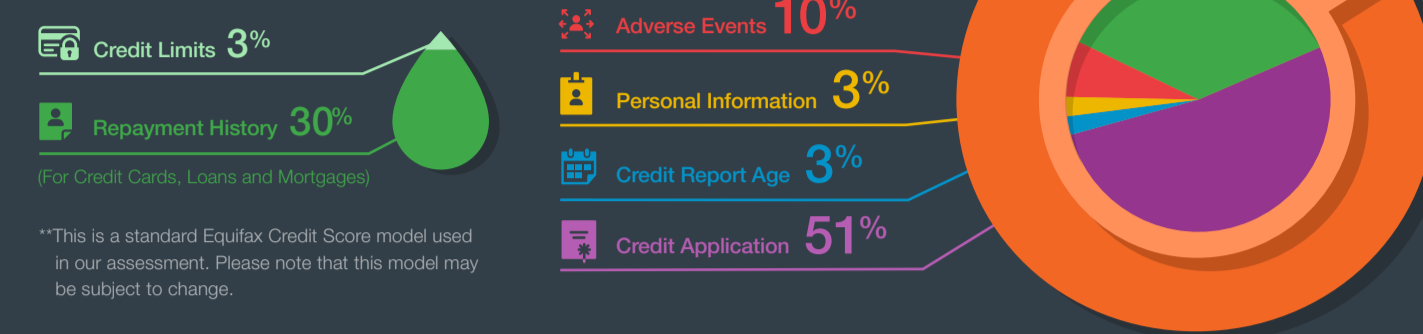 Credit Limits 3%
Repayment History 30%
(For Credit Cards, Loans and Mortgages)
**This is a standard Equifax Credit Score model used
in our assessment. Please note that this model may
be subject to change.
Adverse Events 10%
Personal Information 3%
Credit Report Age 3%
Credit Application 51%